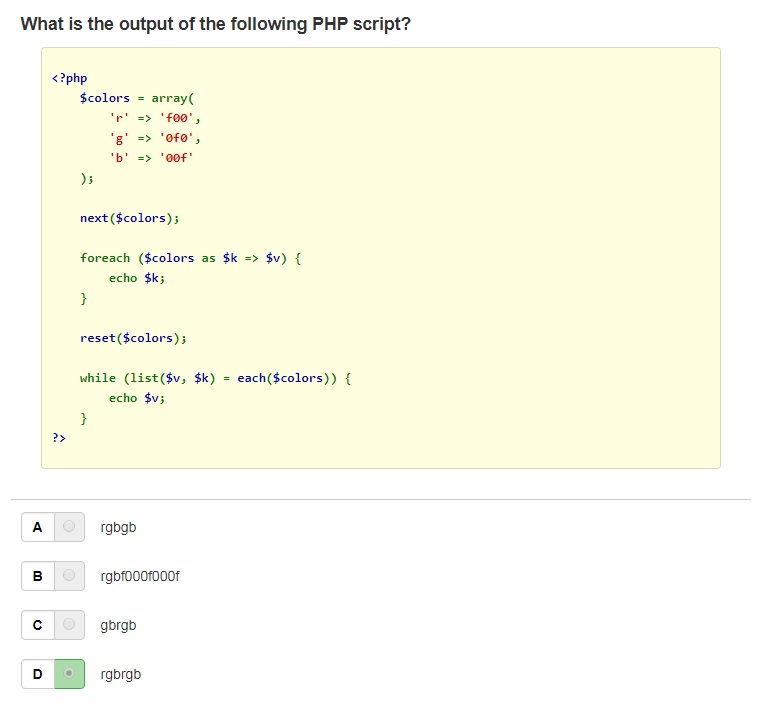 What is the output of the following PHP script?
<?php
$colors = array(
'r' => 'f00',
'g' => '0f0',
'b' => '00f'
);
next($colors);
foreach ($colors as $k => $v) {
echo $k;
}
reset($colors);
while (list($v, $k) = each($colors)) {
echo $v;
}
?>
A rgbgb
B rgbf000f000f
C gbrgb
D rgbrgb